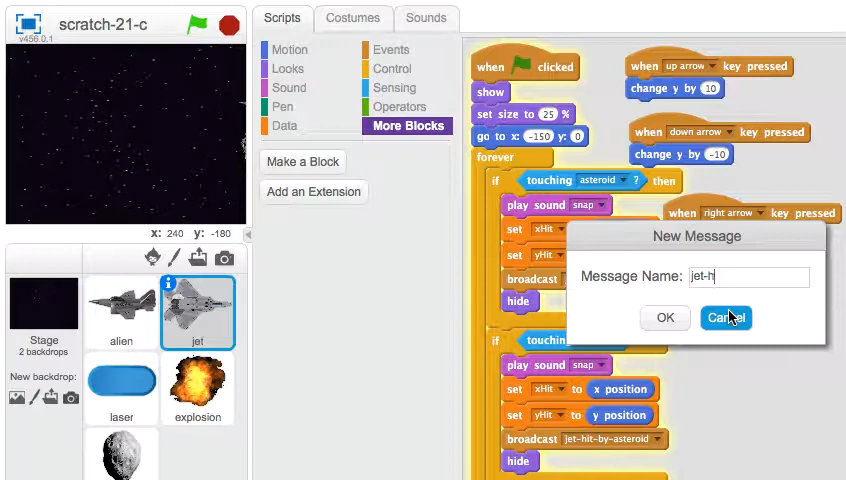 scratch-21-c
v456.0.1
Scripts
Costumes
Sounds
Motion
Events
Looks
Control
Sound
Sensing
Pen
Operators
Data
More Blocks
Make a Block
Add an Extension
x: 240 y: -180
Stage
2 backdrops
New backdrop:
alien
jet
laser
explosion
when clicked
show
set size to 25 %
go to x: -150 y: 0
forever
if touching asteroid ? then
play sound snap
set xHit
set yHit
broadcast
hide
if
play sound snap
set xHit to x position
set yHit to y position
broadcast jet-hit-by-asteroid
hide
when up arrow key pressed
change y by 10
when down arrow key pressed
change y by -10
when right arrow key pressed
New Message
Message Name: jet-h
OK
Cancel